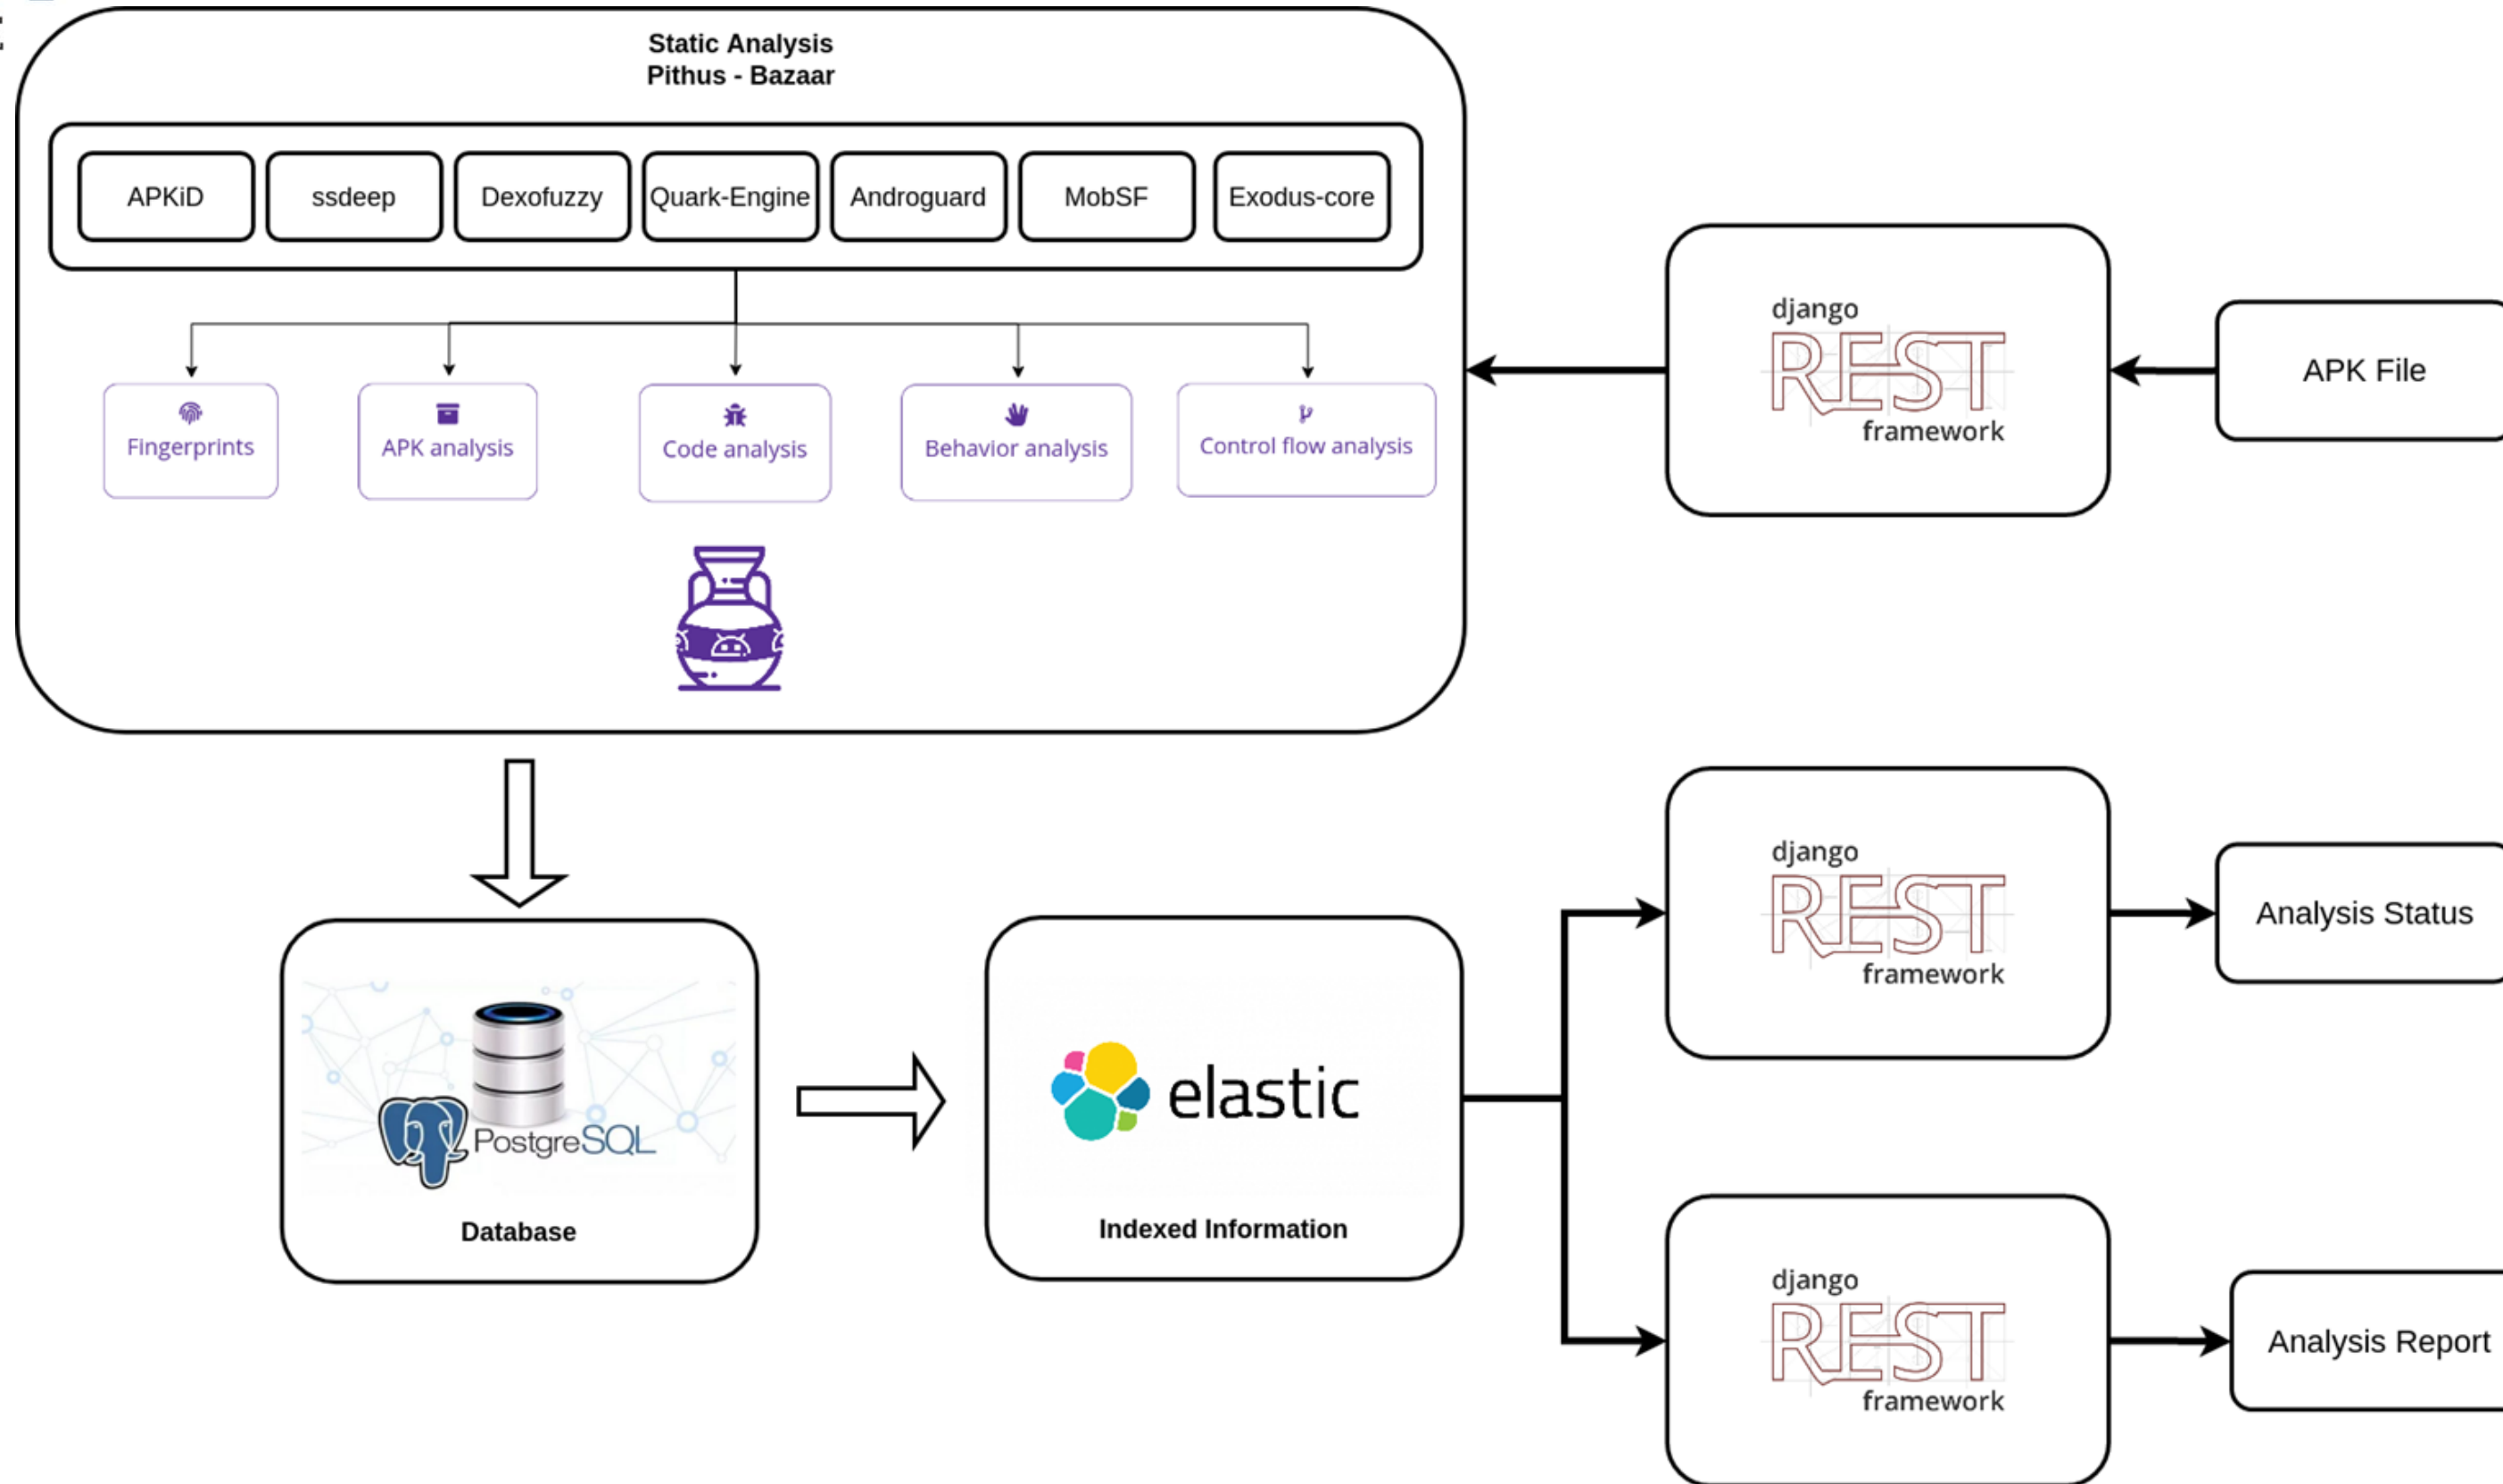 Static Analysis
Pithus - Bazaar
APKiD
ssdeep
Dexofuzzy
Quark-Engine
Androguard
MobSF
Exodus-core
Fingerprints
APK analysis
Code analysis
Behavior analysis
Control flow analysis
django
REST
framework
APK File
PostgreSQL
Database
elastic
Indexed Information
django
REST
framework
Analysis Status
django
REST
framework
Analysis Report